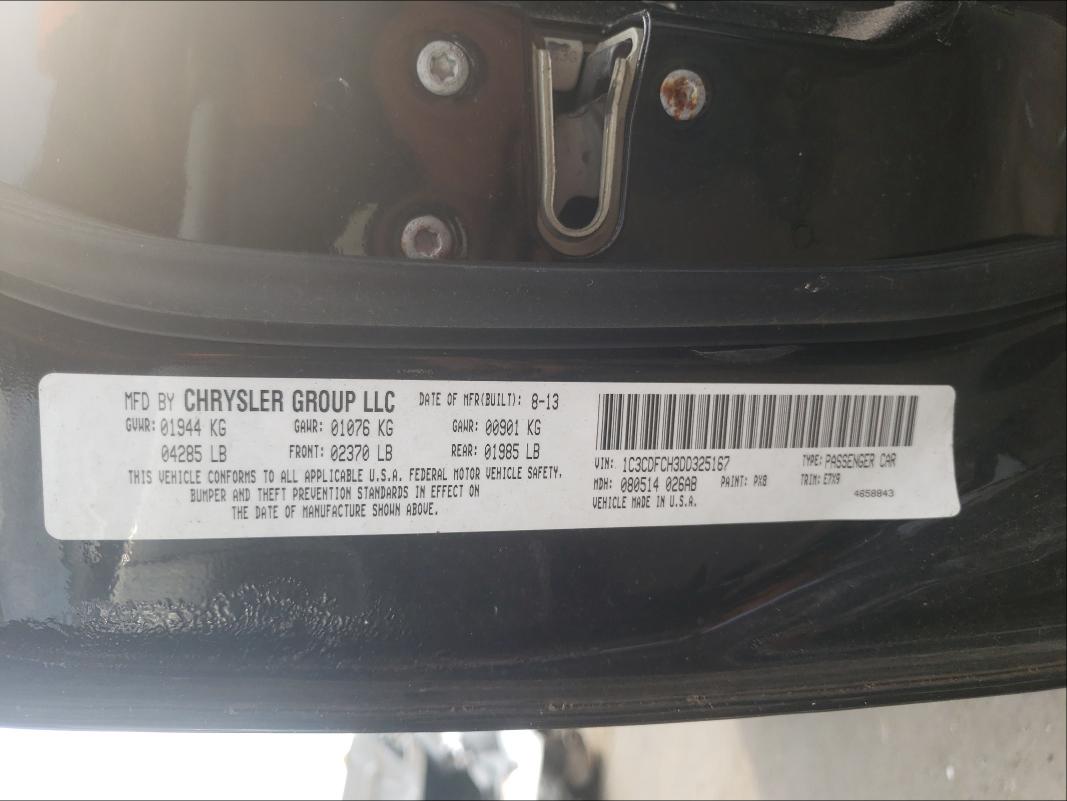 MFD BY CHRYSLER GROUP LLC DATE OF MFR(BUILT): 8-13
GVWR: 01944 KG GAWR: 01076 KG GAWR: 00901 KG
04285 LB FRONT: 02370 LB REAR: 01985 LB
THIS VEHICLE CONFORMS TO ALL APPLICABLE U.S.A. FEDERAL MOTOR VEHICLE SAFETY,
BUMPER AND THEFT PREVENTION STANDARDS IN EFFECT ON
THE DATE OF MANUFACTURE SHOWN ABOVE.
VIN: 1C3CDFCH3DD325167 TYPE: PASSENGER CAR
MDH: 080514 026AB PAINT: PX8 TRIM: E7X9
VEHICLE MADE IN U.S.A. 4658843